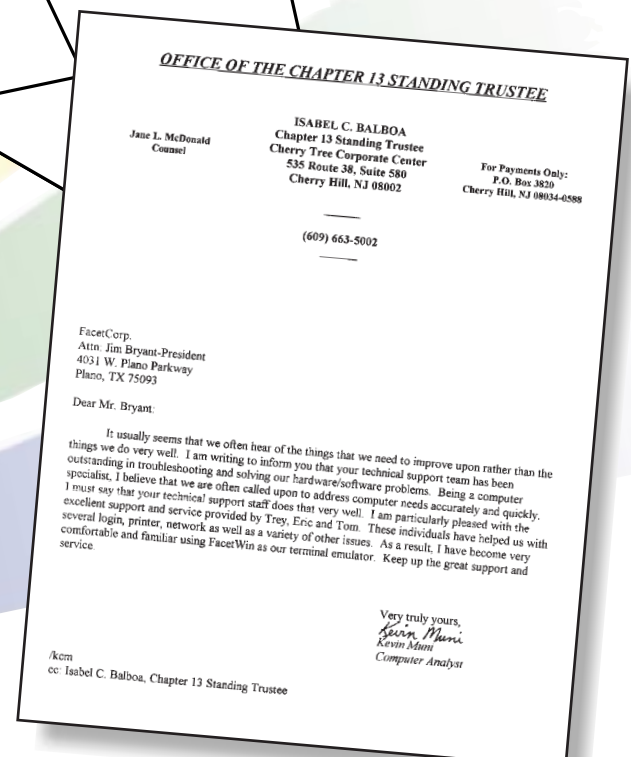 OFFICE OF THE CHAPTER 13 STANDING TRUSTEE
Jane L. McDonald
Counsel
ISABEL C. BALBOA
Chapter 13 Standing Trustee
Cherry Tree Corporate Center
535 Route 38, Suite 580
Cherry Hill, NJ 08002
For Payments Only:
P.O. Box 3820
Cherry Hill, NJ 08034-0588
(609) 663-5002
FacetCorp.
Attn: Jim Bryant-President
4031 W. Plano Parkway
Plano, TX 75093
Dear Mr. Bryant:
It usually seems that we often hear of the things that we need to improve upon rather than the
things we do very well. I am writing to inform you that your technical support team has been
outstanding in troubleshooting and solving our hardware/software problems. Being a computer
specialist, I believe that we are often called upon to address computer needs accurately and quickly.
I must say that your technical support staff does that very well. I am particularly pleased with the
excellent support and service provided by Trey, Eric and Tom. These individuals have helped us with
several login, printer, network as well as a variety of other issues. As a result, I have become very
comfortable and familiar using FacetWin as our terminal emulator. Keep up the great support and
service.
Very truly yours,
Kevin Muni
Kevin Muni
Computer Analyst
/kcm
cc: Isabel C. Balboa, Chapter 13 Standing Trustee